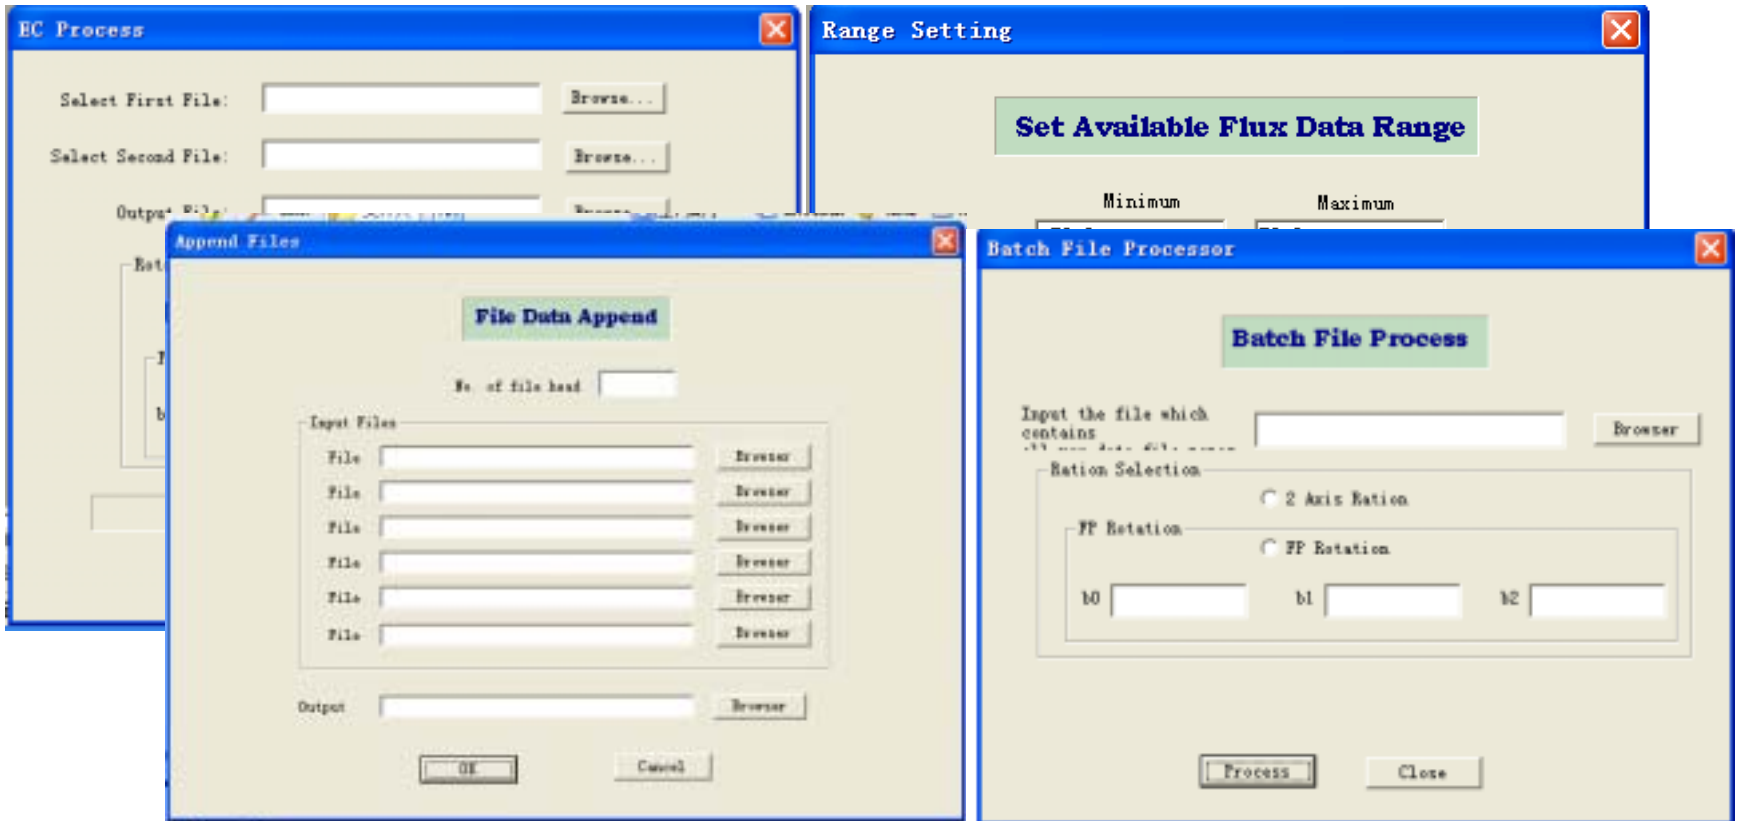 EC Process
Select First File:
Browse...
Select Second File:
Browse...
Output File:
Range Setting
Set Available Flux Data Range
Minimum
Maximum
Append Files
File Data Append
No. of file head
Input Files
File
Browser
File
Browser
File
Browser
File
Browser
File
Browser
File
Browser
Output
Browser
OK
Cancel
Batch File Processor
Batch File Process
Input the file which
contains
Browser
Ration Selection
2 Axis Ration
FP Rotation
FP Rotation
b0
b1
b2
Process
Close